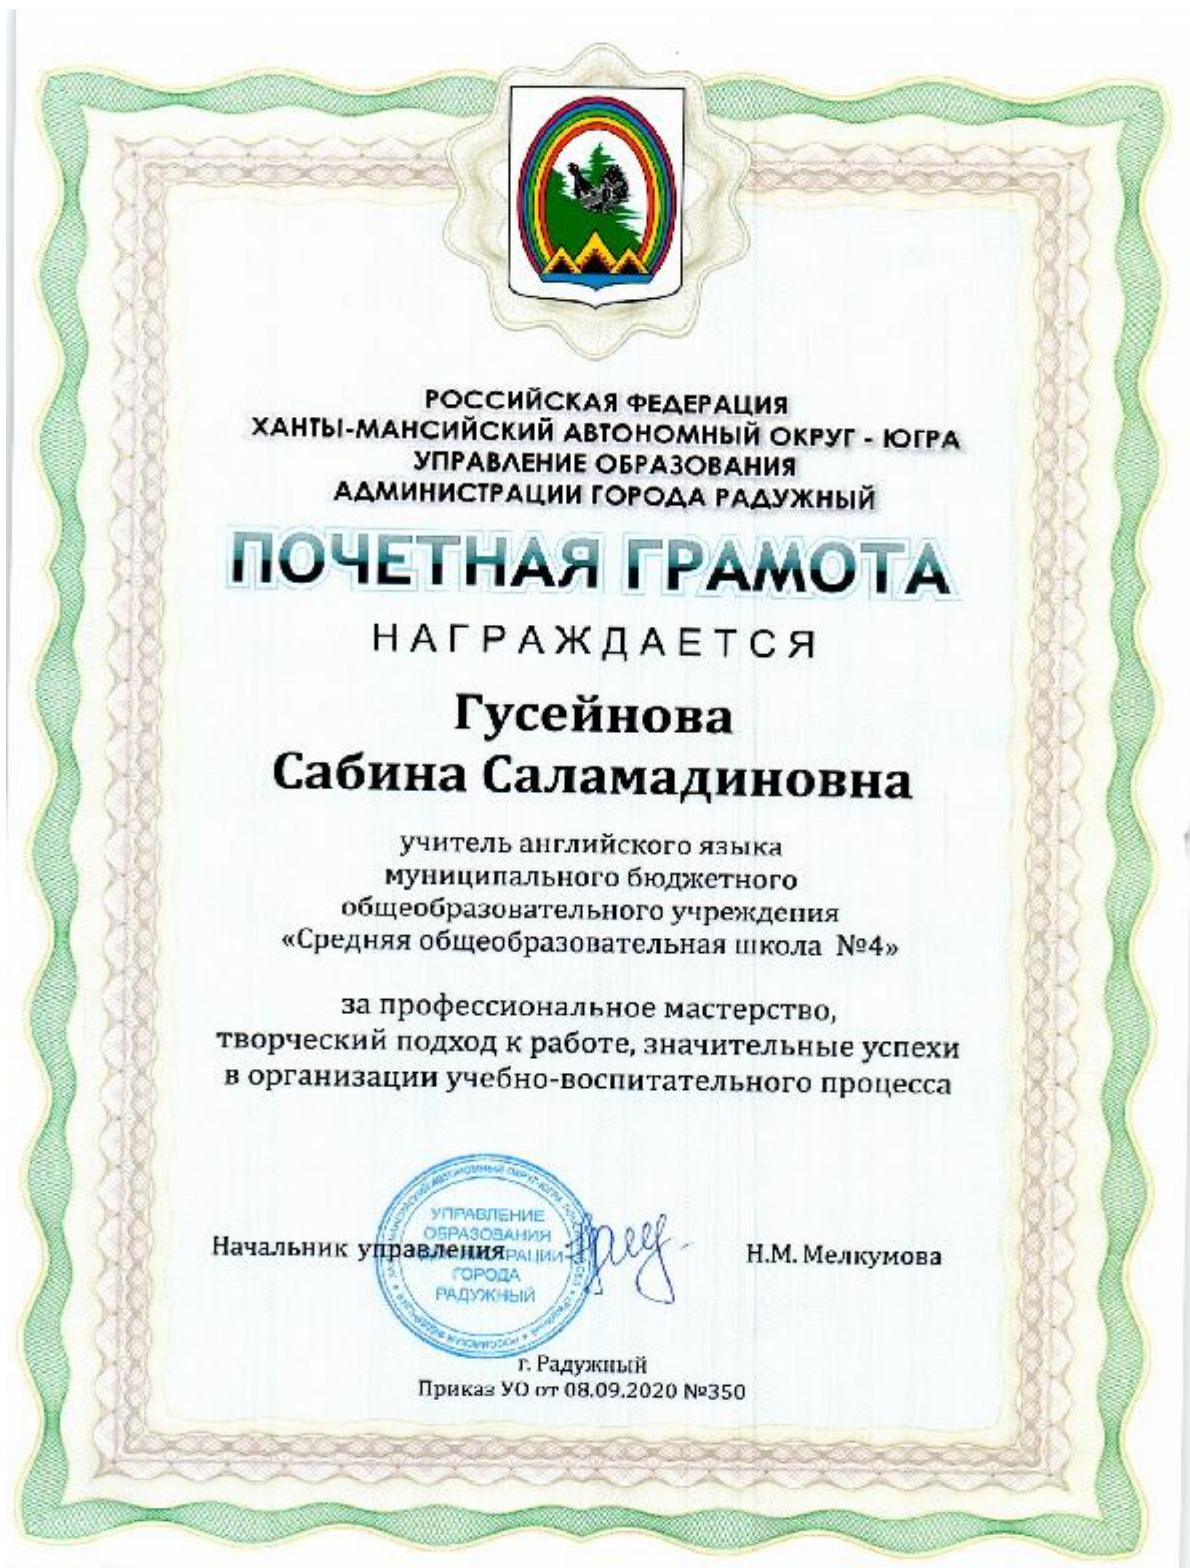 РОССИЙСКАЯ ФЕДЕРАЦИЯ
ХАНТЫ-МАНСИЙСКИЙ АВТОНОМНЫЙ ОКРУГ - ЮГРА
УПРАВЛЕНИЕ ОБРАЗОВАНИЯ
АДМИНИСТРАЦИИ ГОРОДА РАДУЖНЫЙ
ПОЧЕТНАЯ ГРАМОТА
НАГРАЖДАЕТСЯ
Гусейнова
Сабина Саламадиновна
учитель английского языка
муниципального бюджетного
общеобразовательного учреждения
«Средняя общеобразовательная школа №4»
за профессиональное мастерство,
творческий подход к работе, значительные успехи
в организации учебно-воспитательного процесса
УПРАВЛЕНИЕ
ОБРАЗОВАНИЯ
АДМИНИСТРАЦИИ
ГОРОДА
РАДУЖНЫЙ
Начальник управления
Н.М. Мелкумова
г. Радужный
Приказ УО от 08.09.2020 №350